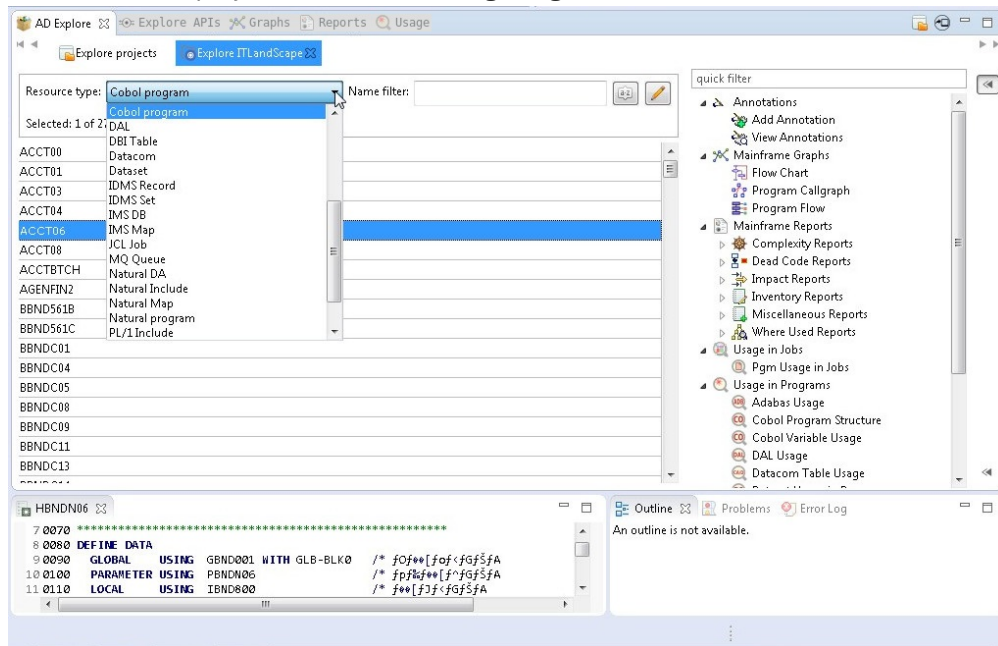 AD Explore Explore APIs Graphs Reports Usage
Explore projects Explore ITLandScape
Resource type: Cobol program Name filter:
Selected: 1 of
Cobol program
DAL
DBI Table
Datacom
Dataset
IDMS Record
IDMS Set
IMS DB
IMS Map
JCL Job
MQ Queue
Natural DA
Natural Include
Natural Map
Natural program
PL/1 Include
ACCT00
ACCT01
ACCT03
ACCT04
ACCT06
ACCT08
ACCTBTCH
AGENFIN2
BBND561B
BBND561C
BBNDC01
BBNDC04
BBNDC05
BBNDC08
BBNDC09
BBNDC11
BBNDC13
quick filter
Annotations
Add Annotation
View Annotations
Mainframe Graphs
Flow Chart
Program Callgraph
Program Flow
Mainframe Reports
Complexity Reports
Dead Code Reports
Impact Reports
Inventory Reports
Miscellaneous Reports
Where Used Reports
Usage in Jobs
Pgm Usage in Jobs
Usage in Programs
Adabas Usage
Cobol Program Structure
Cobol Variable Usage
DAL Usage
Datacom Table Usage
HBNDN06
7 0070 ******************************************************
8 0080 DEFINE DATA
9 0090 GLOBAL USING GBND001 WITH GLB-BLK0 /*
10 0100 PARAMETER USING PBNDN06 /*
11 0110 LOCAL USING IBND800 /*
Outline Problems Error Log
An outline is not available.